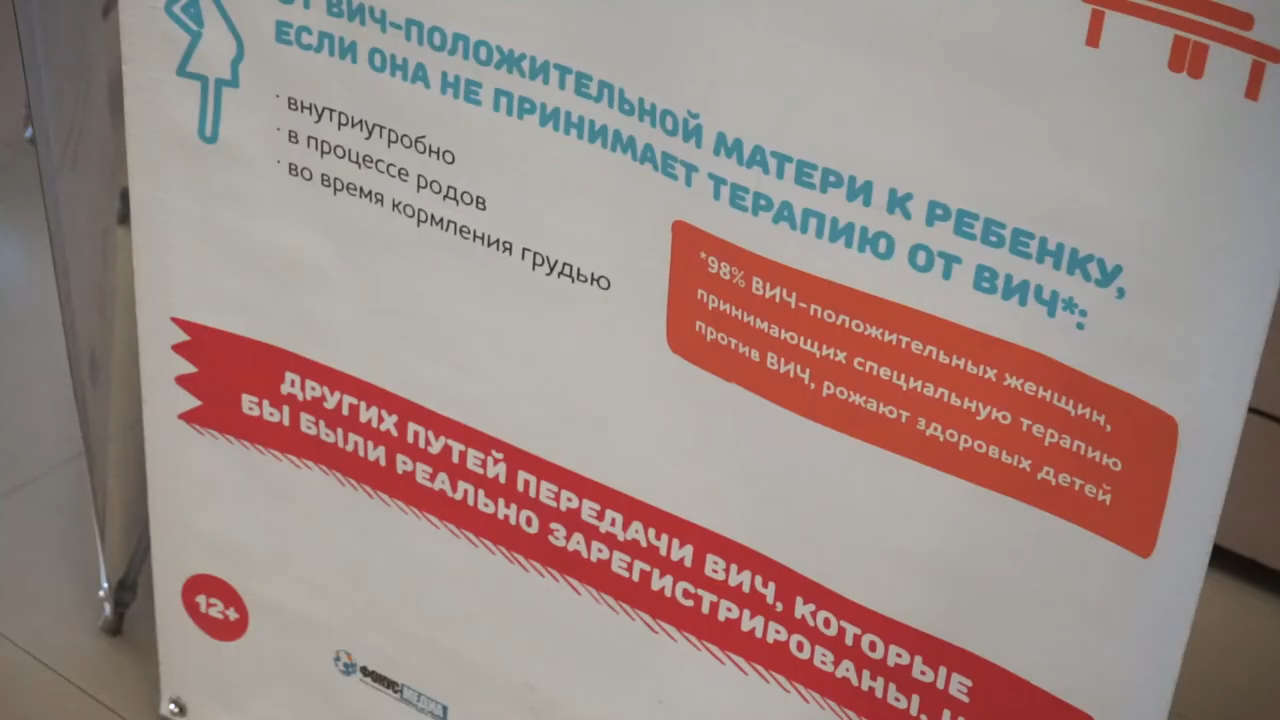 ОТ ВИЧ-ПОЛОЖИТЕЛЬНОЙ МАТЕРИ К РЕБЕНКУ,
ЕСЛИ ОНА НЕ ПРИНИМАЕТ ТЕРАПИЮ ОТ ВИЧ*:
· внутриутробно
· в процессе родов
· во время кормления грудью
*98% ВИЧ-положительных женщин,
принимающих специальную терапию
против ВИЧ, рожают здоровых детей
ДРУГИХ ПУТЕЙ ПЕРЕДАЧИ ВИЧ, КОТОРЫЕ
БЫ БЫЛИ РЕАЛЬНО ЗАРЕГИСТРИРОВАНЫ,
12+
ФОКУС-МЕДИА